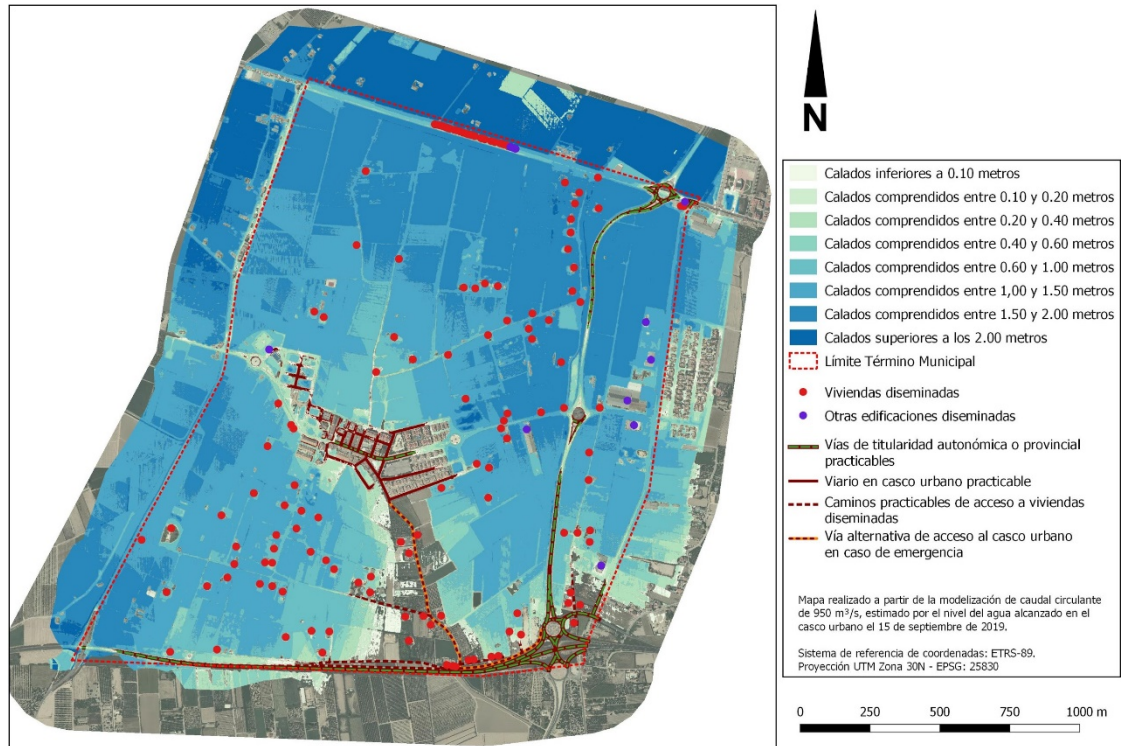 N
Calados inferiores a 0.10 metros
Calados comprendidos entre 0.10 y 0.20 metros
Calados comprendidos entre 0.20 y 0.40 metros
Calados comprendidos entre 0.40 y 0.60 metros
Calados comprendidos entre 0.60 y 1.00 metros
Calados comprendidos entre 1,00 y 1.50 metros
Calados comprendidos entre 1.50 y 2.00 metros
Calados superiores a los 2.00 metros
Límite Término Municipal
Viviendas diseminadas
Otras edificaciones diseminadas
Vías de titularidad autonómica o provincial
practicables
Viario en casco urbano practicable
Caminos practicables de acceso a viviendas
diseminadas
Vía alternativa de acceso al casco urbano
en caso de emergencia
Mapa realizado a partir de la modelización de caudal circulante
de 950 m³/s, estimado por el nivel del agua alcanzado en el
casco urbano el 15 de septiembre de 2019.
Sistema de referencia de coordenadas: ETRS-89.
Proyección UTM Zona 30N - EPSG: 25830
0 250 500 750 1000 m